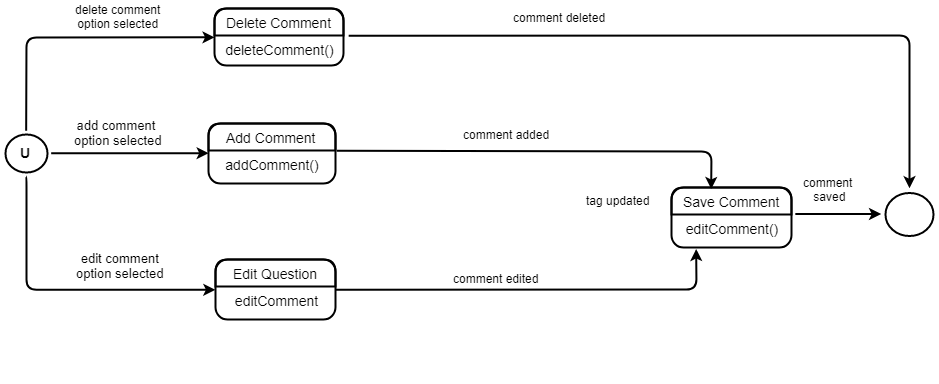 delete comment
option selected
Delete Comment
deleteComment()
comment deleted
U
add comment
option selected
Add Comment
addComment()
comment added
tag updated
Save Comment
editComment()
comment
saved
edit comment
option selected
Edit Question
editComment
comment edited